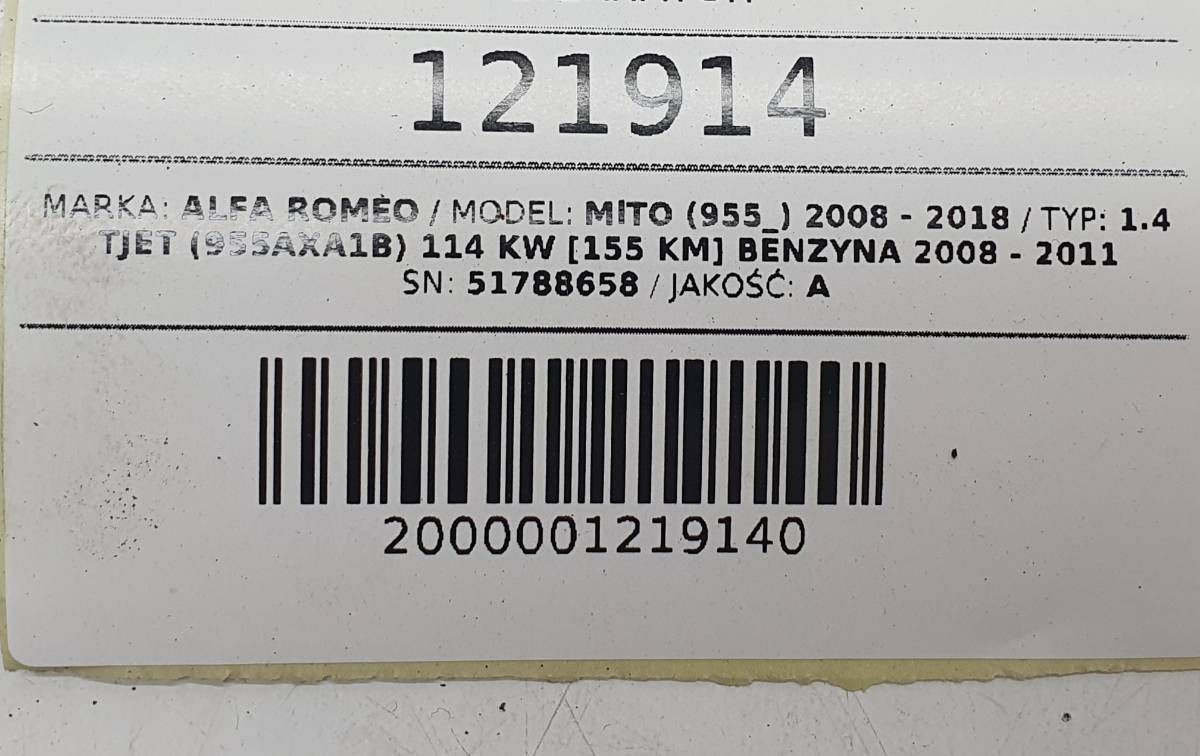 121914
MARKA: ALFA ROMEO / MODEL: MITO (955_) 2008 - 2018 / TYP: 1.4
TJET (955AXA1B) 114 KW [155 KM] BENZYNA 2008 - 2011
SN: 51788658 / JAKOŚĆ: A
2000001219140